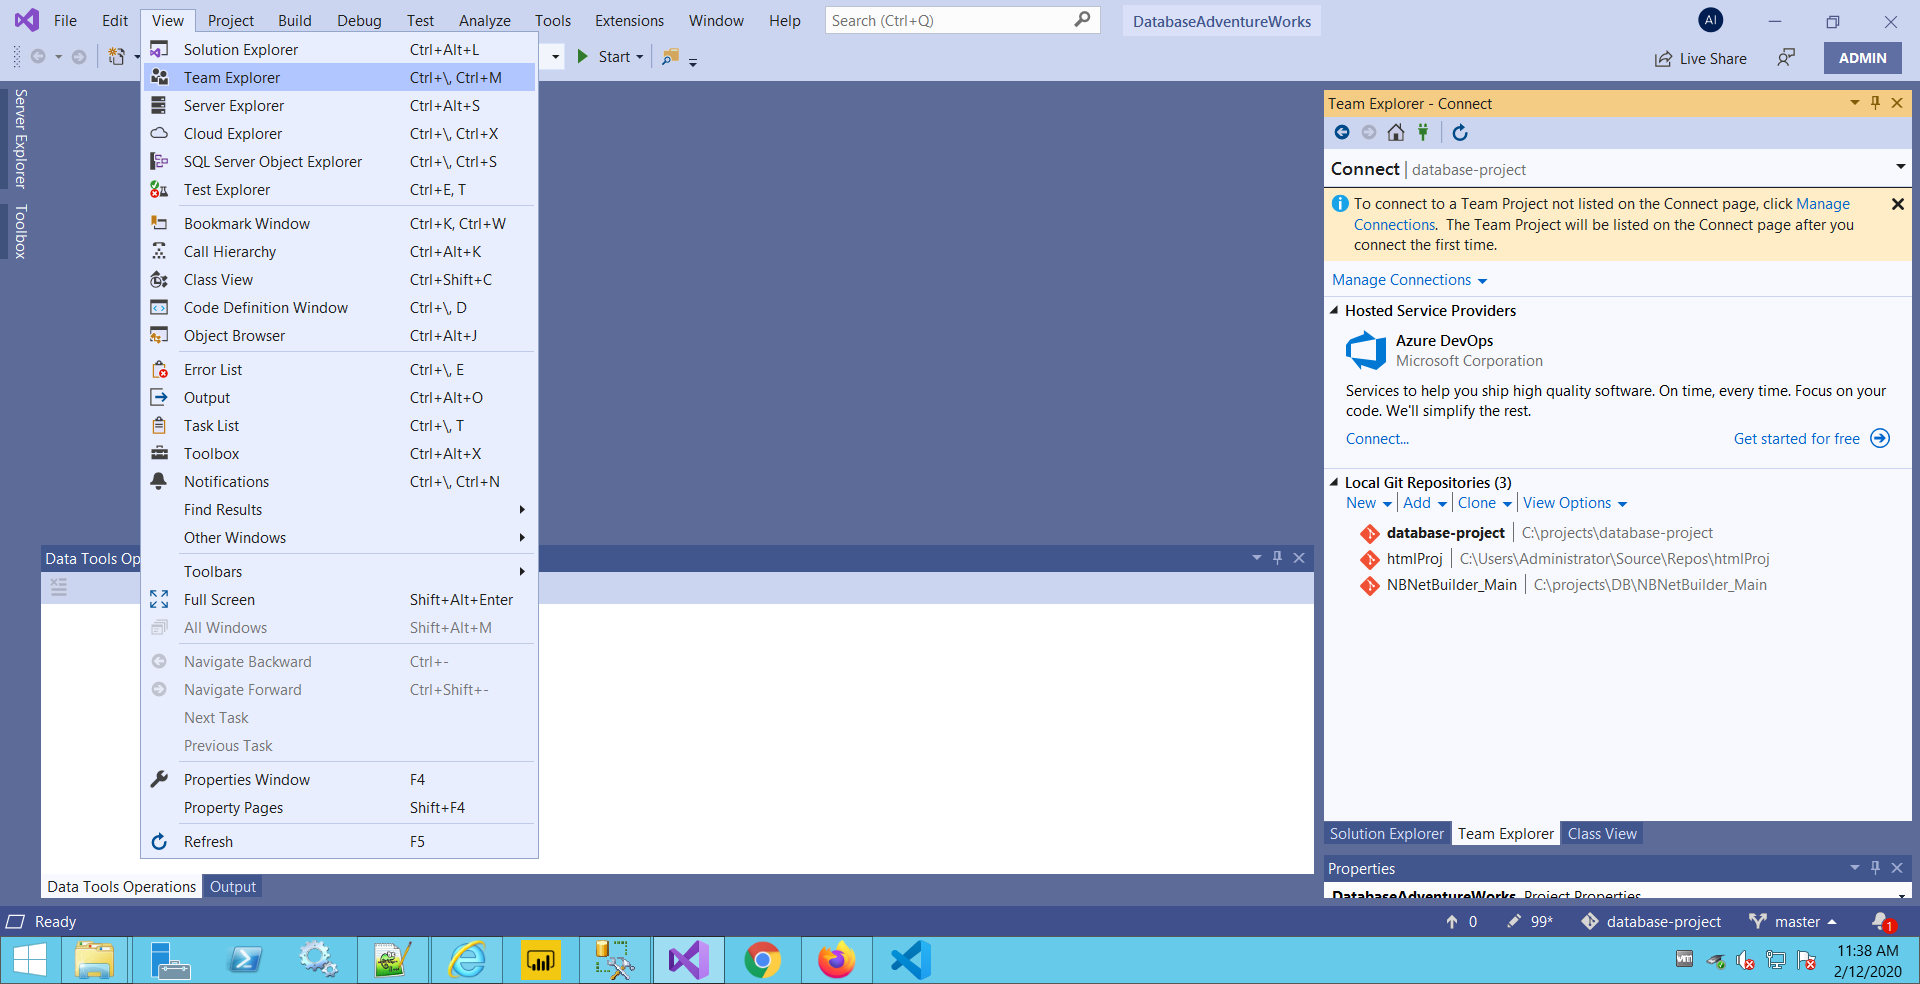 File Edit View Project Build Debug Test Analyze Tools Extensions Window Help Search (Ctrl+Q) DatabaseAdventureWorks AI
Start Live Share ADMIN
Server Explorer
Toolbox
Solution Explorer Ctrl+Alt+L
Team Explorer Ctrl+\, Ctrl+M
Server Explorer Ctrl+Alt+S
Cloud Explorer Ctrl+\, Ctrl+X
SQL Server Object Explorer Ctrl+\, Ctrl+S
Test Explorer Ctrl+E, T
Bookmark Window Ctrl+K, Ctrl+W
Call Hierarchy Ctrl+Alt+K
Class View Ctrl+Shift+C
Code Definition Window Ctrl+\, D
Object Browser Ctrl+Alt+J
Error List Ctrl+\, E
Output Ctrl+Alt+O
Task List Ctrl+\, T
Toolbox Ctrl+Alt+X
Notifications Ctrl+\, Ctrl+N
Find Results
Other Windows
Toolbars
Full Screen Shift+Alt+Enter
All Windows Shift+Alt+M
Navigate Backward Ctrl+-
Navigate Forward Ctrl+Shift+-
Next Task
Previous Task
Properties Window F4
Property Pages Shift+F4
Refresh F5
Data Tools Op
Data Tools Operations Output
Team Explorer - Connect
Connect | database-project
To connect to a Team Project not listed on the Connect page, click Manage
Connections. The Team Project will be listed on the Connect page after you
connect the first time.
Manage Connections
Hosted Service Providers
Azure DevOps
Microsoft Corporation
Services to help you ship high quality software. On time, every time. Focus on your
code. We'll simplify the rest.
Connect... Get started for free
Local Git Repositories (3)
New Add Clone View Options
database-project C:\projects\database-project
htmlProj C:\Users\Administrator\Source\Repos\htmlProj
NBNetBuilder_Main C:\projects\DB\NBNetBuilder_Main
Solution Explorer Team Explorer Class View
Properties
DatabaseAdventureWorks Project Properties
Ready 0 99* database-project master 1
vm 11:38 AM
2/12/2020